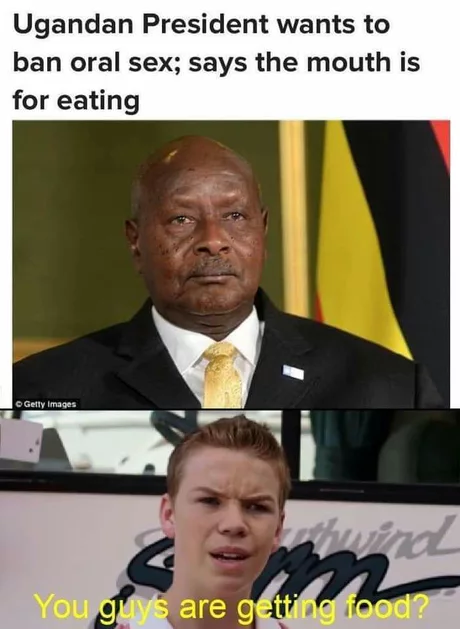 Ugandan President wants to
ban oral sex; says the mouth is
for eating
© Getty Images
You guys are getting food?